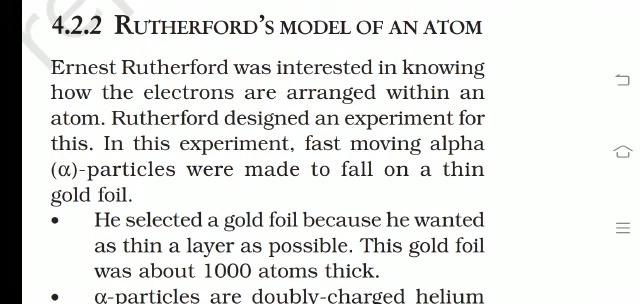 4.2.2 RUTHERFORD'S MODEL OF AN ATOM
Ernest Rutherford was interested in knowing
how the electrons are arranged within an
atom. Rutherford designed an experiment for
this. In this experiment, fast moving alpha
(α)-particles were made to fall on a thin
gold foil.
• He selected a gold foil because he wanted
as thin a layer as possible. This gold foil
was about 1000 atoms thick.
• α-particles are doubly-charged helium